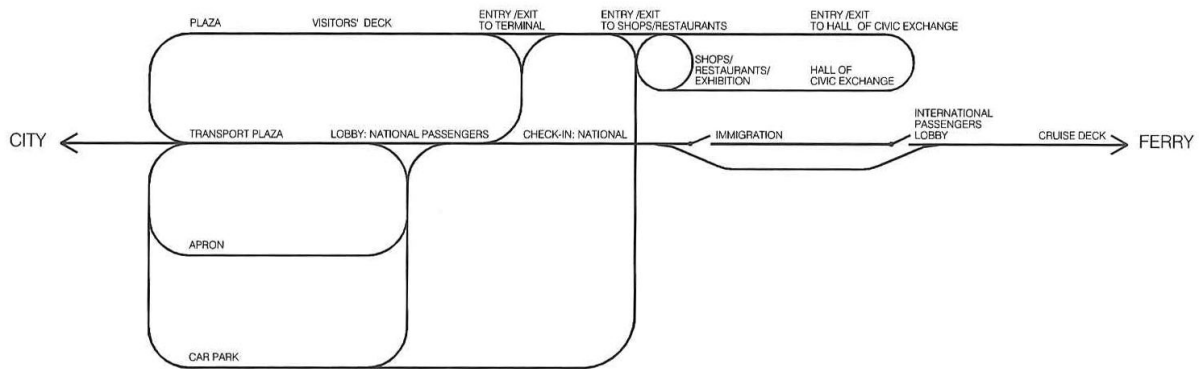 PLAZA
VISITORS' DECK
ENTRY /EXIT
TO TERMINAL
ENTRY /EXIT
TO SHOPS/RESTAURANTS
ENTRY /EXIT
TO HALL OF CIVIC EXCHANGE
SHOPS/
RESTAURANTS/
EXHIBITION
HALL OF
CIVIC EXCHANGE
CITY
TRANSPORT PLAZA
LOBBY: NATIONAL PASSENGERS
CHECK-IN: NATIONAL
IMMIGRATION
INTERNATIONAL
PASSENGERS
LOBBY
CRUISE DECK
FERRY
APRON
CAR PARK